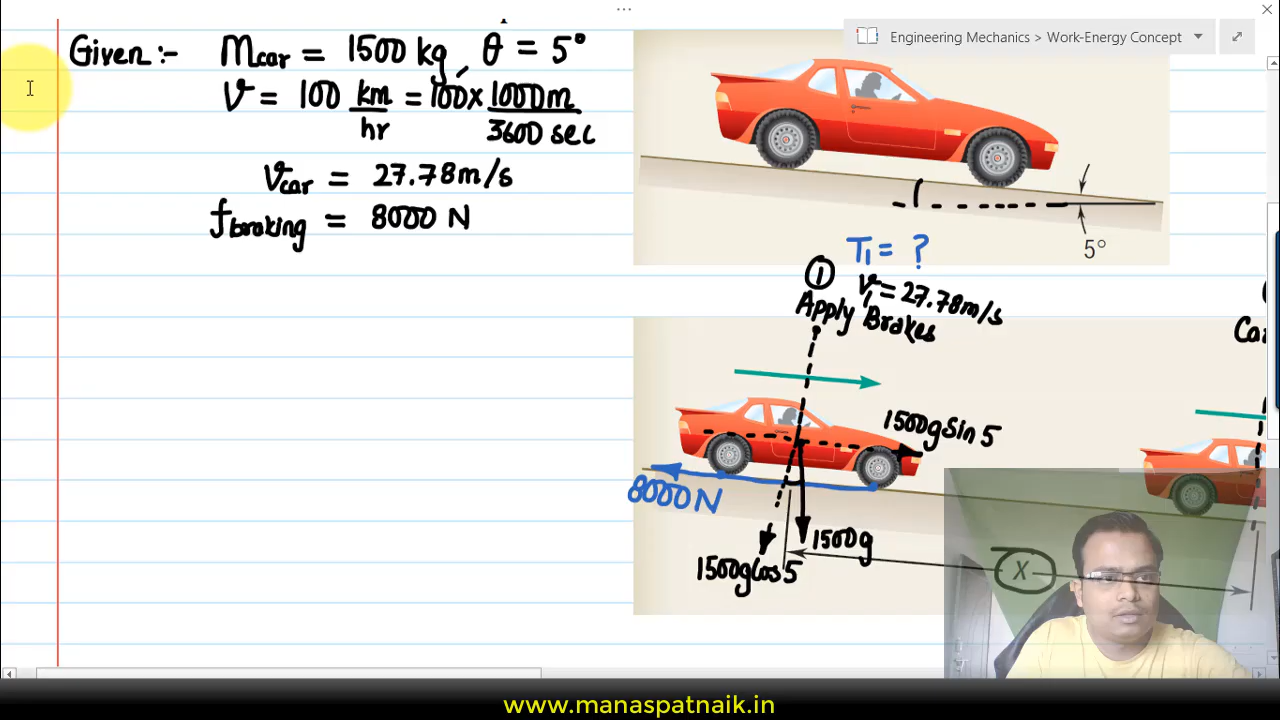 Engineering Mechanics > Work-Energy Concept
Given :- Mcar = 1500 kg, θ = 5°
V = 100 km/hr = 100 x 1000m/3600 sec
Vcar = 27.78 m/s
fbraking = 8000 N
5°
T1 = ?
1
V1 = 27.78 m/s
Apply Brakes
Car
1500g Sin 5
8000 N
1500g
1500g Cos 5
X
www.manaspatnaik.in